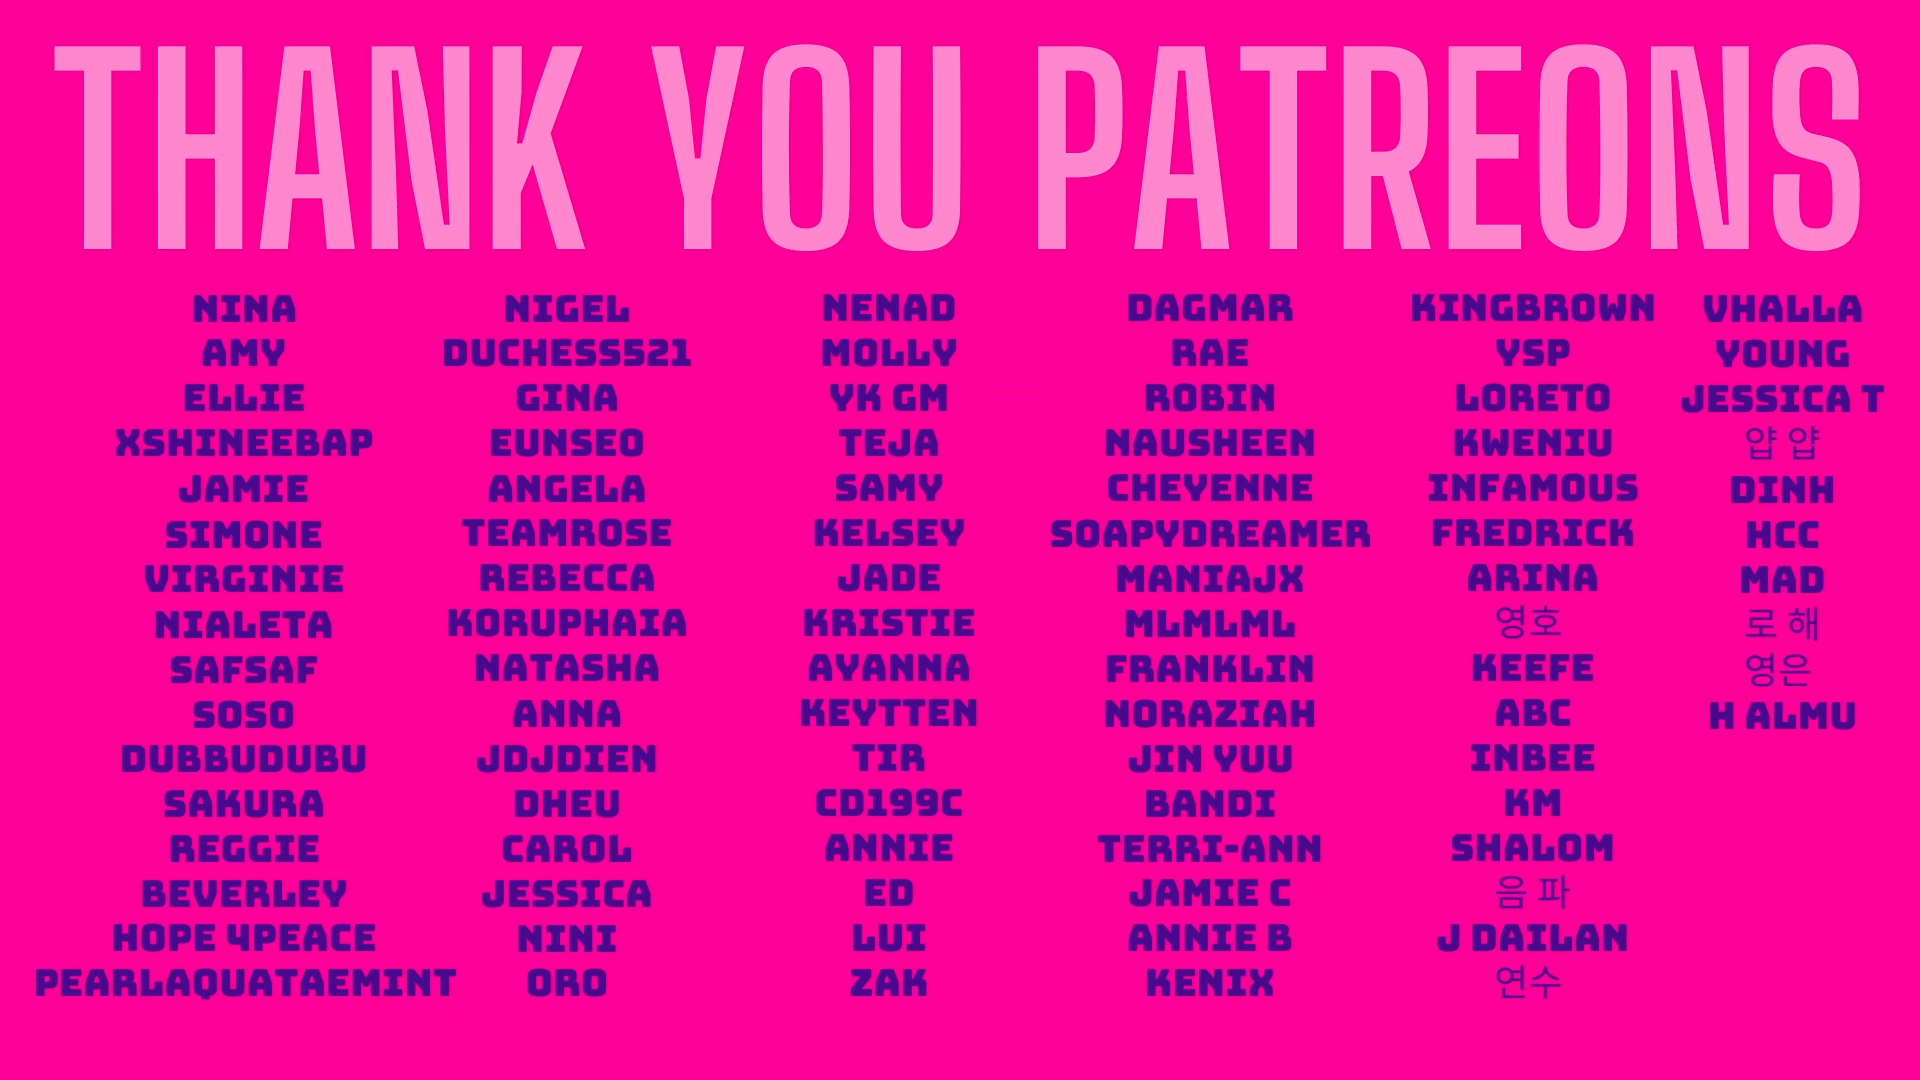 THANK YOU PATREONS
NINA
AMY
ELLIE
XSHINEEBAP
JAMIE
SIMONE
VIRGINIE
NIALETA
SAFSAF
SOSO
DUBBUDUBU
SAKURA
REGGIE
BEVERLEY
HOPE 4PEACE
PEARLAQUATAEMINT
NIGEL
DUCHESS521
GINA
EUNSEO
ANGELA
TEAMROSE
REBECCA
KORUPHAIA
NATASHA
ANNA
JDJDIEN
DHEU
CAROL
JESSICA
NINI
ORO
NENAD
MOLLY
YK GM
TEJA
SAMY
KELSEY
JADE
KRISTIE
AYANNA
KEYTTEN
TIR
CD199C
ANNIE
ED
LUI
ZAK
DAGMAR
RAE
ROBIN
NAUSHEEN
CHEYENNE
SOAPYDREAMER
MANIAJX
MLMLML
FRANKLIN
NORAZIAH
JIN YUU
BANDI
TERRI-ANN
JAMIE C
ANNIE B
KENIX
KINGBROWN
YSP
LORETO
KWENIU
INFAMOUS
FREDRICK
ARINA
영호
KEEFE
ABC
INBEE
KM
SHALOM
음 파
J DAILAN
연수
VHALLA
YOUNG
JESSICA T
얍 얍
DINH
HCC
MAD
로 해
영은
H ALMU